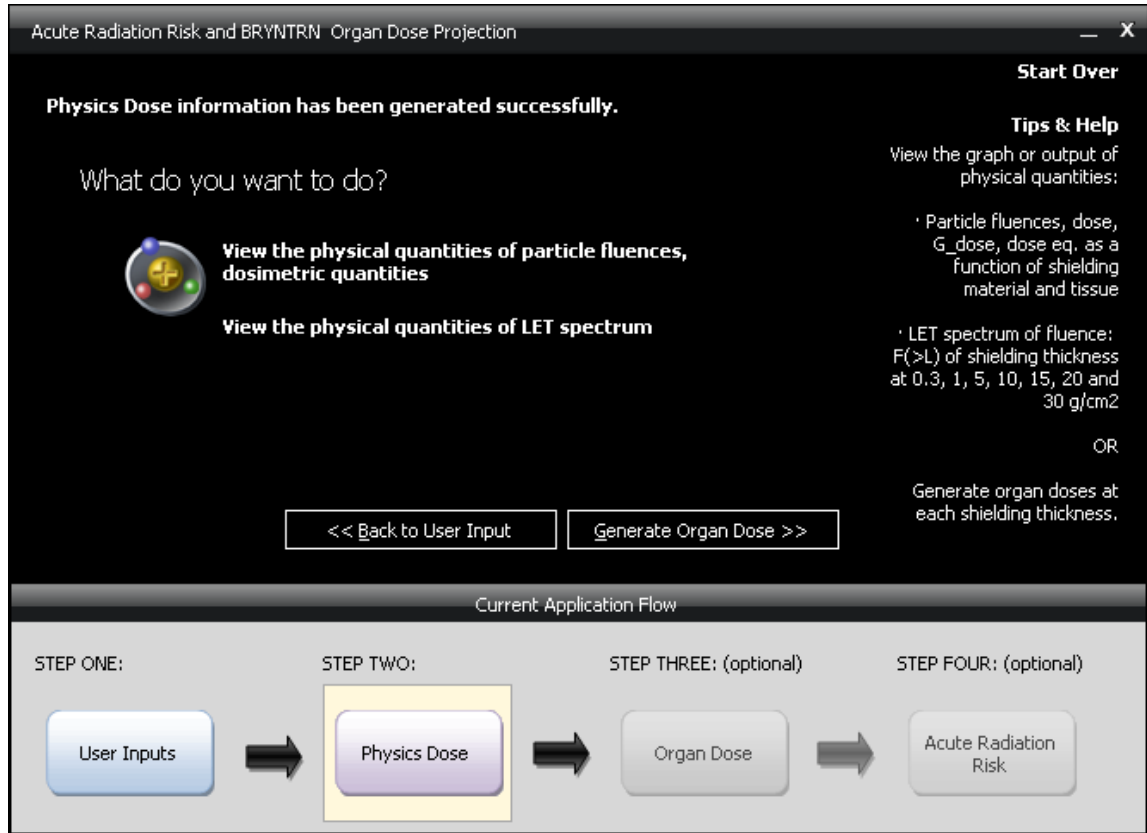 Acute Radiation Risk and BRYNTRN Organ Dose Projection
_ X
Start Over
Physics Dose information has been generated successfully.
What do you want to do?
View the physical quantities of particle fluences,
dosimetric quantities
View the physical quantities of LET spectrum
Tips & Help
View the graph or output of
physical quantities:
· Particle fluences, dose,
G_dose, dose eq. as a
function of shielding
material and tissue
· LET spectrum of fluence:
F(>L) of shielding thickness
at 0.3, 1, 5, 10, 15, 20 and
30 g/cm2
OR
Generate organ doses at
each shielding thickness.
<< Back to User Input
Generate Organ Dose >>
Current Application Flow
STEP ONE:
STEP TWO:
STEP THREE: (optional)
STEP FOUR: (optional)
User Inputs
Physics Dose
Organ Dose
Acute Radiation
Risk